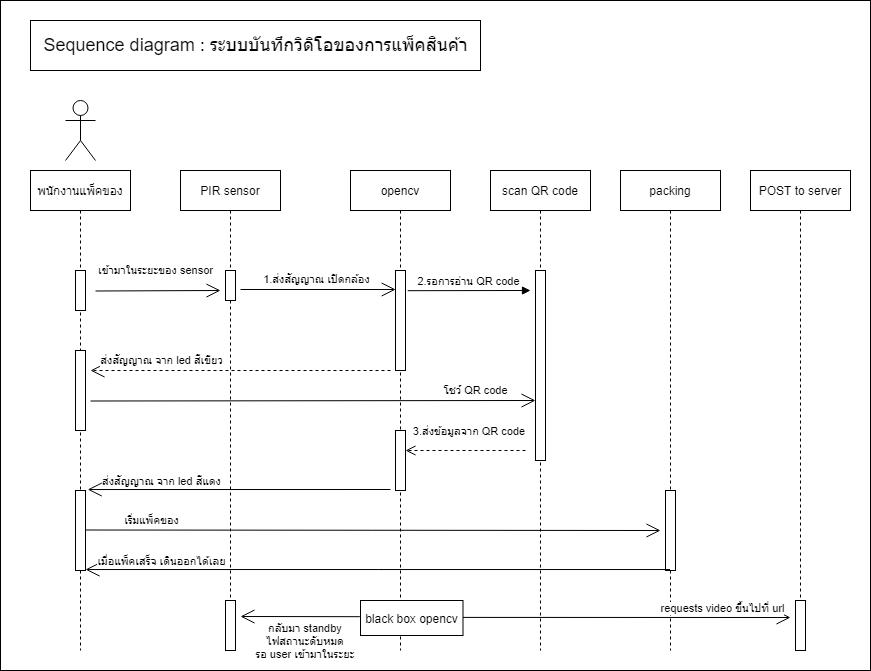 Sequence diagram : ระบบบันทึกวิดิโอของการแพ็คสินค้า
พนักงานแพ็คของ
PIR sensor
opencv
scan QR code
packing
POST to server
เข้ามาในระยะของ sensor
1.ส่งสัญญาณ เปิดกล้อง
2.รอการอ่าน QR code
ส่งสัญญาณ จาก led สีเขียว
โชว์ QR code
3.ส่งข้อมูลจาก QR code
ส่งสัญญาณ จาก led สีแดง
เริ่มแพ็คของ
เมื่อแพ็คเสร็จ เดินออกได้เลย
requests video ขึ้นไปที่ url
black box opencv
กลับมา standby
ไฟสถานะดับหมด
รอ user เข้ามาในระยะ